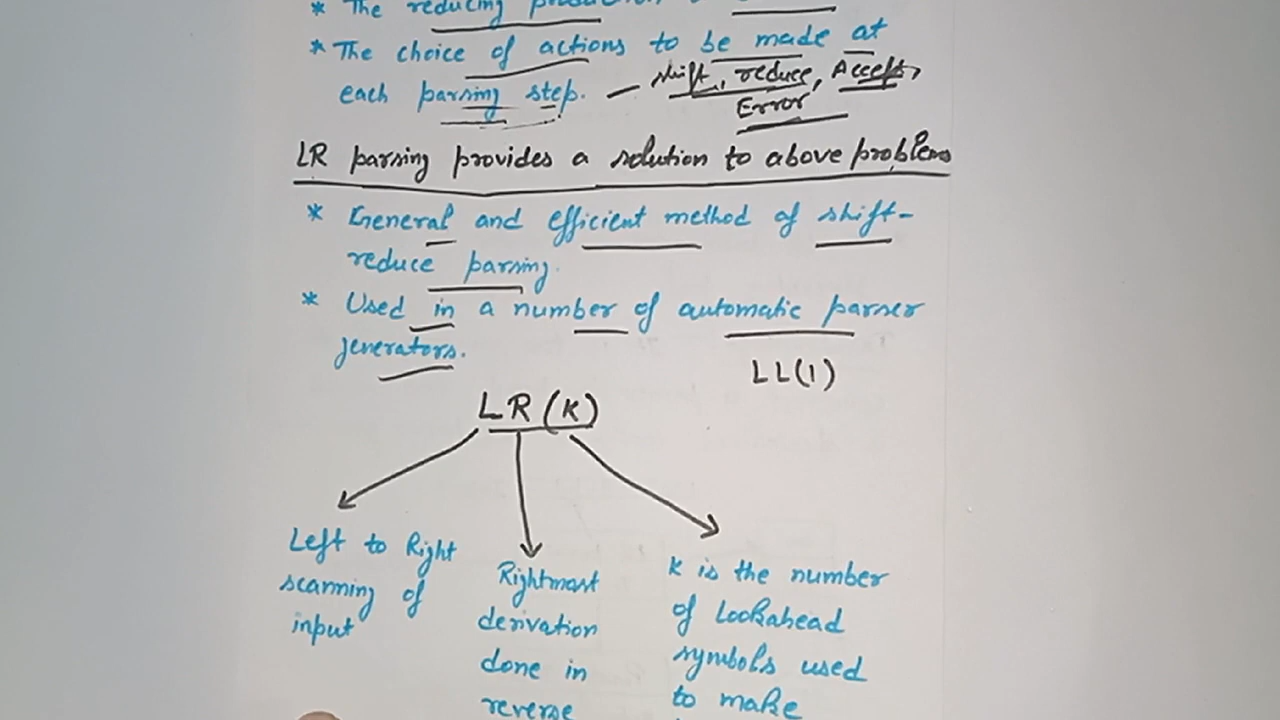 * The reducing
* The choice of actions to be made at
each parsing step. — shift, reduce, Accept,
Error
LR parsing provides a solution to above problems
* General and efficient method of shift-
reduce parsing.
* Used in a number of automatic parser
generators.
LL(1)
LR(K)
Left to Right
scanning of
input
Rightmost
derivation
done in
reverse
K is the number
of Lookahead
symbols used
to make